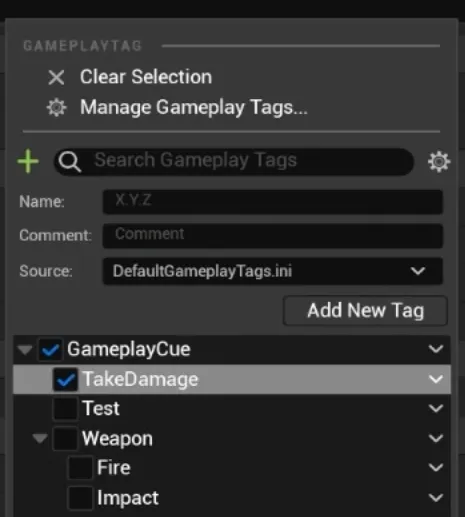 GAMEPLAYTAG
Clear Selection
Manage Gameplay Tags...
Search Gameplay Tags
Name: X.Y.Z
Comment: Comment
Source: DefaultGameplayTags.ini
Add New Tag
GameplayCue
TakeDamage
Test
Weapon
Fire
Impact